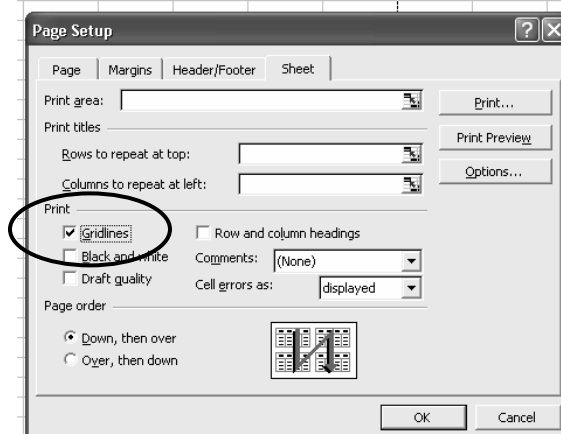 Page Setup
Page Margins Header/Footer Sheet
Print area:
Print...
Print titles
Print Preview
Rows to repeat at top:
Options...
Columns to repeat at left:
Print
Gridlines
Row and column headings
Black and white
Comments: (None)
Draft quality
Cell errors as: displayed
Page order
Down, then over
Over, then down
OK Cancel